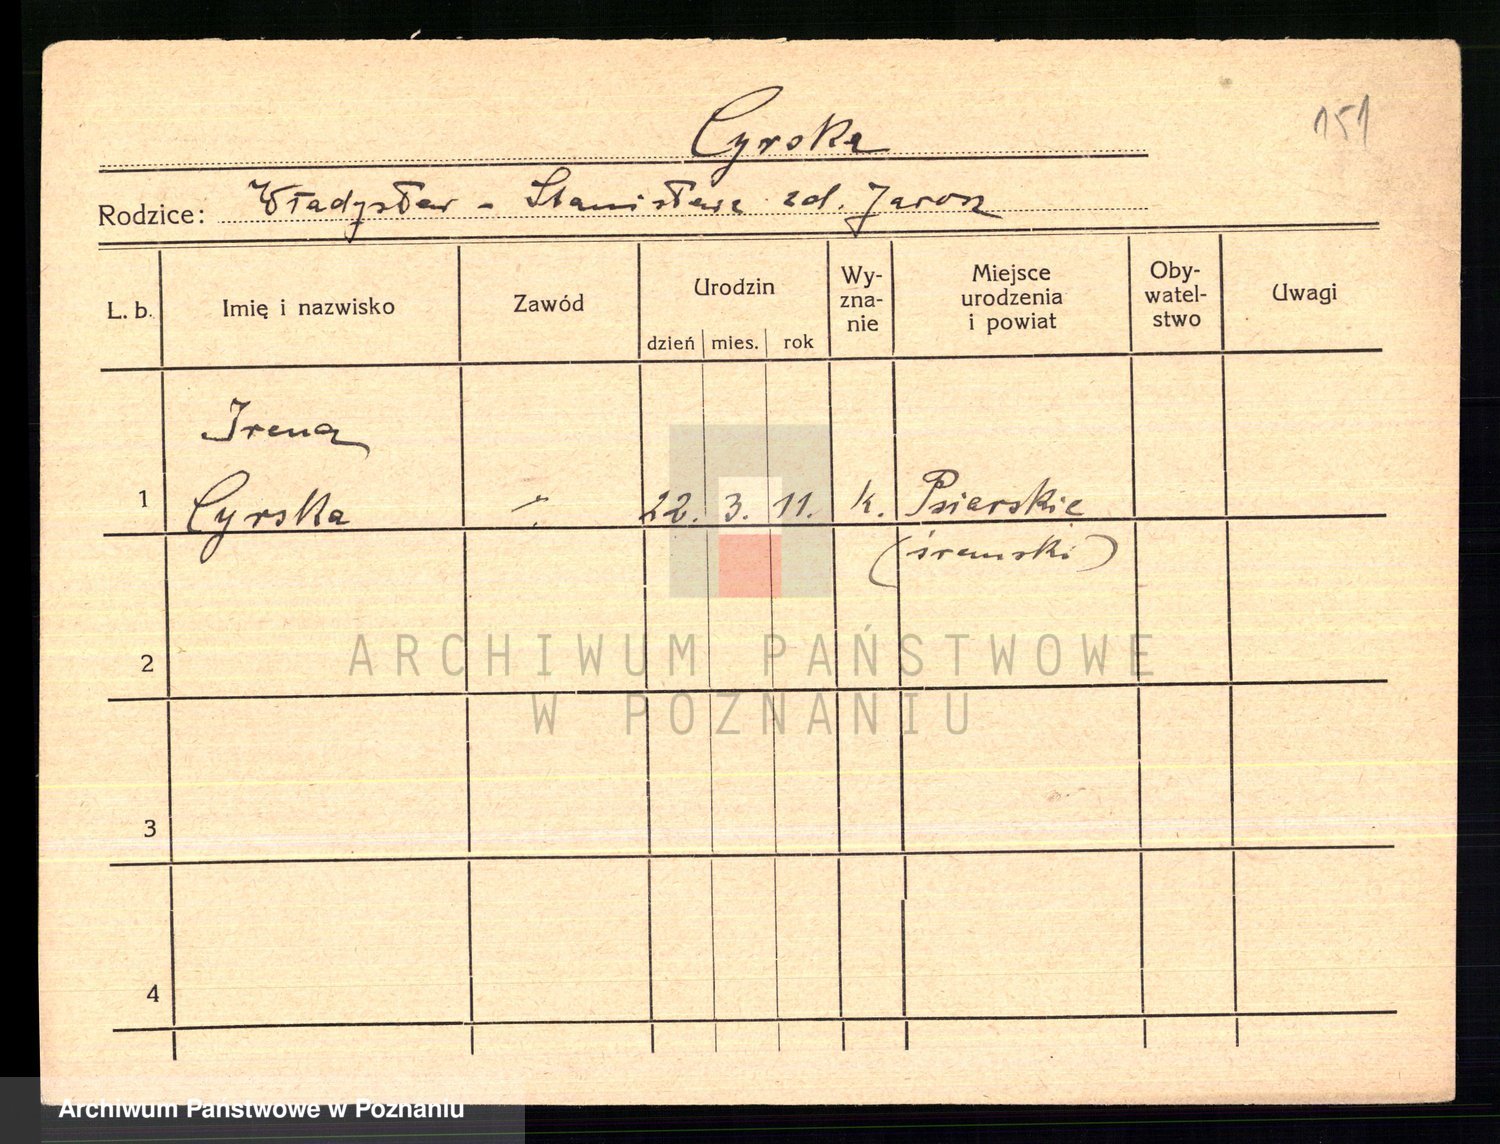 Cyrska
151
Rodzice: Władysław - Stanisława zd. Jarosz
L. b.
Imię i nazwisko
Zawód
Urodzin
dzień mies. rok
Wy-
zna-
nie
Miejsce
urodzenia
i powiat
Oby-
watel-
stwo
Uwagi
Irena
1 Cyrska " 22. 3. 11. k. Psarskie
(śremski)
2
ARCHIWUM PAŃSTWOWE
W POZNANIU
3
4
Archiwum Państwowe w Poznaniu